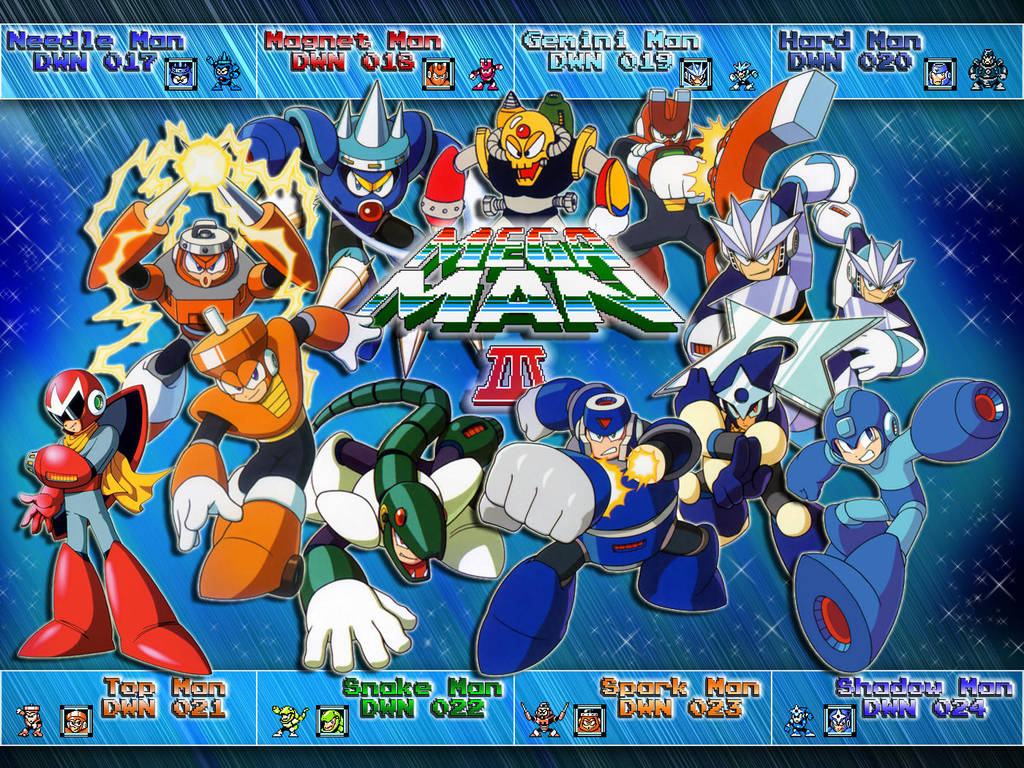 Needle Man
DWN 017
Magnet Man
DWN 018
Gemini Man
DWN 019
Hard Man
DWN 020
MEGA
MAN
III
Top Man
DWN 021
Snake Man
DWN 022
Spark Man
DWN 023
Shadow Man
DWN 024